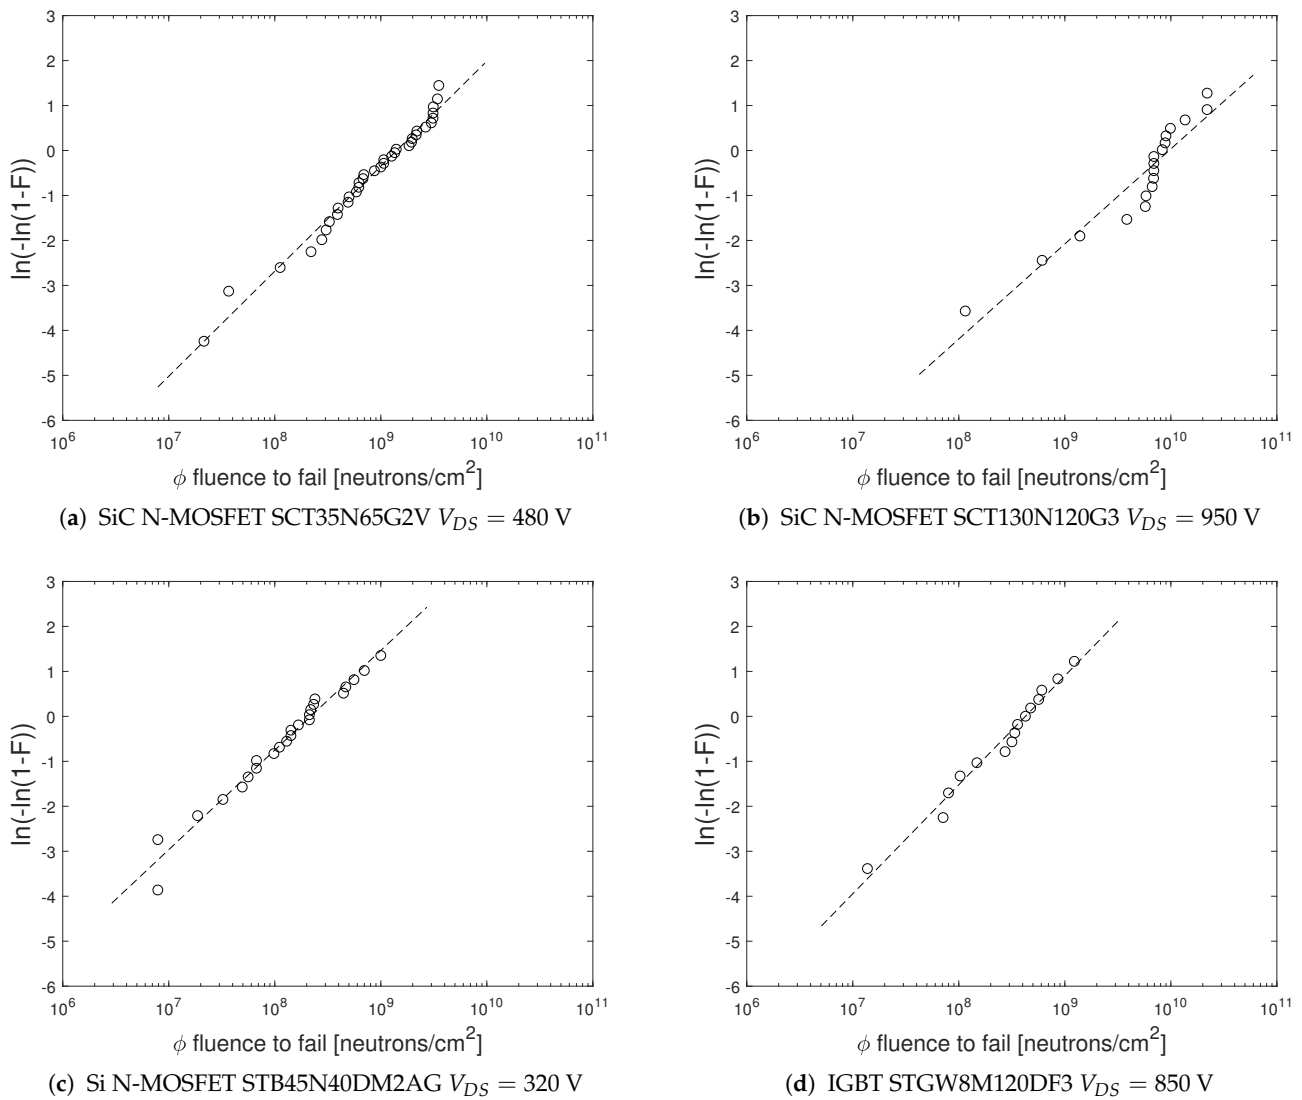 3
2
1
0
-1
-2
-3
-4
-5
-6
ln(-ln(1-F))
10^6 10^7 10^8 10^9 10^10 10^11
ϕ fluence to fail [neutrons/cm^2]
(a) SiC N-MOSFET SCT35N65G2V V_DS = 480 V
3
2
1
0
-1
-2
-3
-4
-5
-6
ln(-ln(1-F))
10^6 10^7 10^8 10^9 10^10 10^11
ϕ fluence to fail [neutrons/cm^2]
(b) SiC N-MOSFET SCT130N120G3 V_DS = 950 V
3
2
1
0
-1
-2
-3
-4
-5
-6
ln(-ln(1-F))
10^6 10^7 10^8 10^9 10^10 10^11
ϕ fluence to fail [neutrons/cm^2]
(c) Si N-MOSFET STB45N40DM2AG V_DS = 320 V
3
2
1
0
-1
-2
-3
-4
-5
-6
ln(-ln(1-F))
10^6 10^7 10^8 10^9 10^10 10^11
ϕ fluence to fail [neutrons/cm^2]
(d) IGBT STGW8M120DF3 V_DS = 850 V